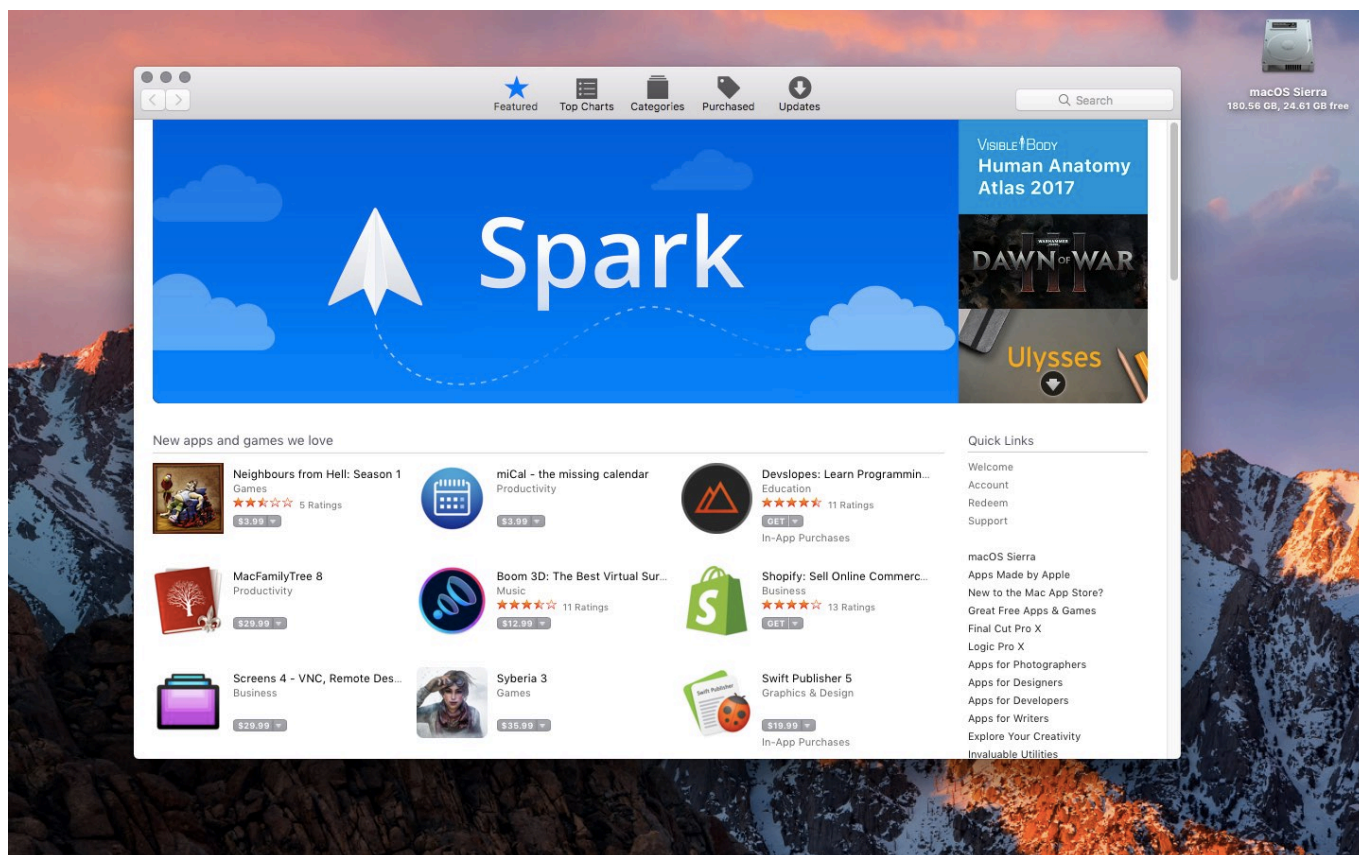 macOS Sierra
180.56 GB, 24.61 GB free
Featured
Top Charts
Categories
Purchased
Updates
Search
Spark
VISIBLE BODY
Human Anatomy
Atlas 2017
WARHAMMER
DAWN OF WAR
III
Ulysses
New apps and games we love
Neighbours from Hell: Season 1
Games
5 Ratings
$3.99
miCal - the missing calendar
Productivity
$3.99
Devslopes: Learn Programmin...
Education
11 Ratings
GET
In-App Purchases
MacFamilyTree 8
Productivity
$29.99
Boom 3D: The Best Virtual Sur...
Music
11 Ratings
$12.99
Shopify: Sell Online Commerc...
Business
13 Ratings
GET
S
Screens 4 - VNC, Remote Des...
Business
$29.99
Syberia 3
Games
$35.99
Swift Publisher
Swift Publisher 5
Graphics & Design
$19.99
In-App Purchases
Quick Links
Welcome
Account
Redeem
Support
macOS Sierra
Apps Made by Apple
New to the Mac App Store?
Great Free Apps & Games
Final Cut Pro X
Logic Pro X
Apps for Photographers
Apps for Designers
Apps for Developers
Apps for Writers
Explore Your Creativity
Invaluable Utilities